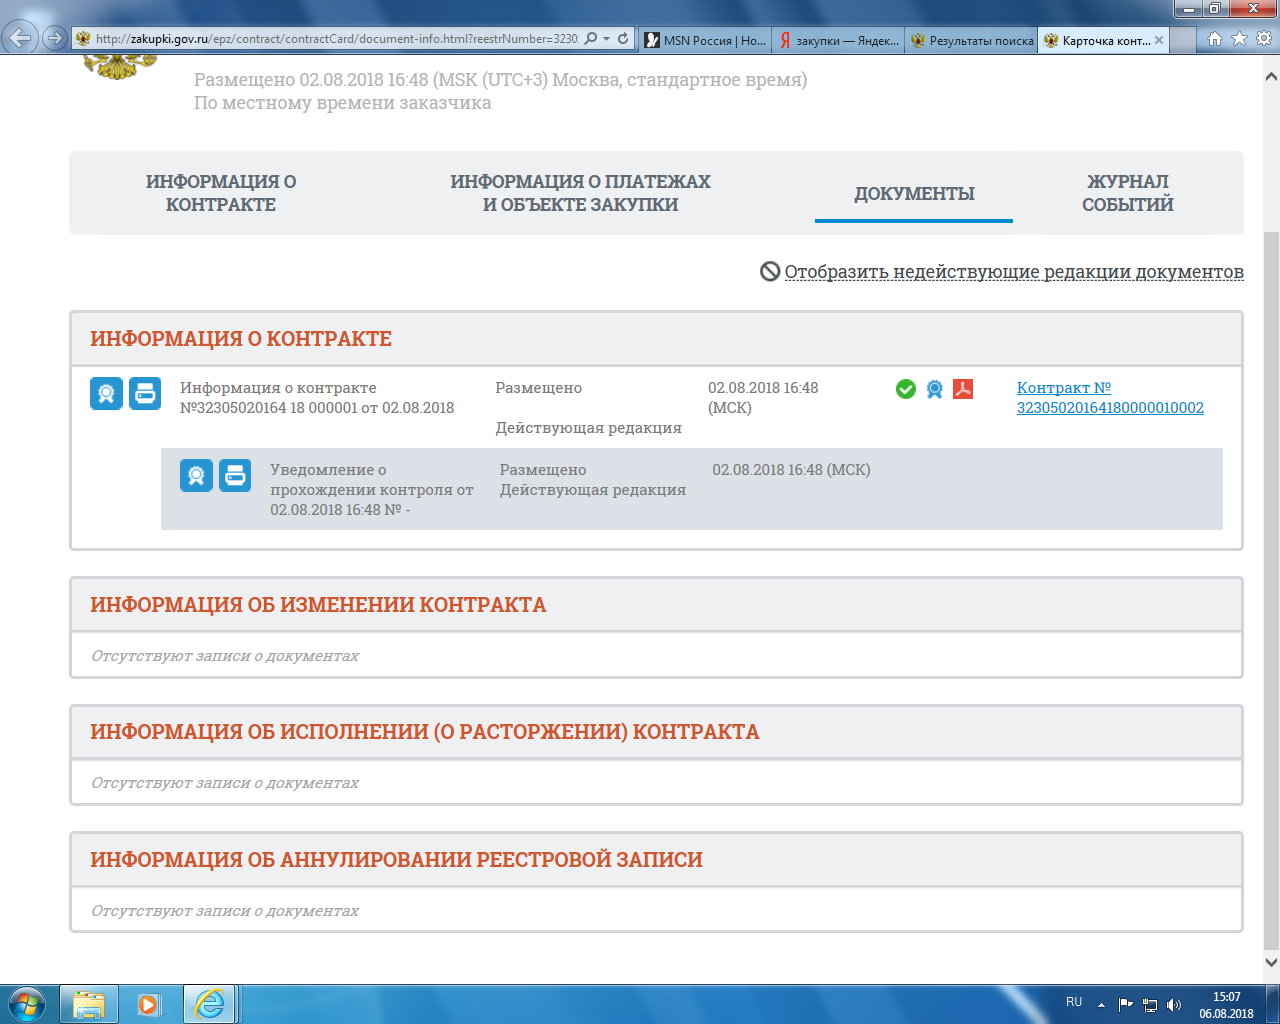 http://zakupki.gov.ru/epz/contract/contractCard/document-info.html?reestrNumber=3230
MSN Россия | Но...
закупки — Яндек...
Результаты поиска
Карточка конт...
Размещено 02.08.2018 16:48 (MSK (UTC+3) Москва, стандартное время)
По местному времени заказчика
ИНФОРМАЦИЯ О
КОНТРАКТЕ
ИНФОРМАЦИЯ О ПЛАТЕЖАХ
И ОБЪЕКТЕ ЗАКУПКИ
ДОКУМЕНТЫ
ЖУРНАЛ
СОБЫТИЙ
Отобразить недействующие редакции документов
ИНФОРМАЦИЯ О КОНТРАКТЕ
Информация о контракте
№32305020164 18 000001 от 02.08.2018
Размещено
Действующая редакция
02.08.2018 16:48
(МСК)
Контракт №
32305020164180000010002
Уведомление о
прохождении контроля от
02.08.2018 16:48 № -
Размещено
Действующая редакция
02.08.2018 16:48 (МСК)
ИНФОРМАЦИЯ ОБ ИЗМЕНЕНИИ КОНТРАКТА
Отсутствуют записи о документах
ИНФОРМАЦИЯ ОБ ИСПОЛНЕНИИ (О РАСТОРЖЕНИИ) КОНТРАКТА
Отсутствуют записи о документах
ИНФОРМАЦИЯ ОБ АННУЛИРОВАНИИ РЕЕСТРОВОЙ ЗАПИСИ
Отсутствуют записи о документах
RU
15:07
06.08.2018